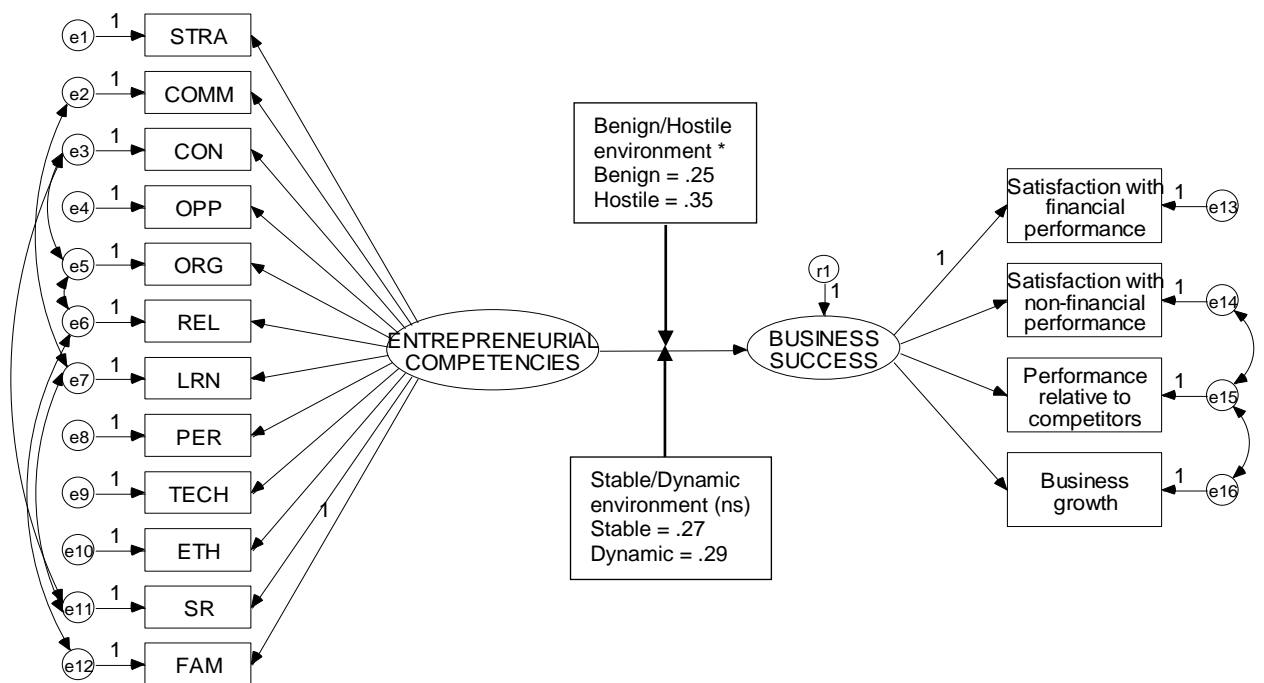 e1 1 STRA
e2 1 COMM
e3 1 CON
e4 1 OPP
e5 1 ORG
e6 1 REL
e7 1 LRN
e8 1 PER
e9 1 TECH
e10 1 ETH
e11 1 SR
e12 1 FAM
1
ENTREPRENEURIAL
COMPETENCIES
Benign/Hostile
environment *
Benign = .25
Hostile = .35
Stable/Dynamic
environment (ns)
Stable = .27
Dynamic = .29
r1
1
BUSINESS
SUCCESS
1
Satisfaction with
financial
performance
1 e13
Satisfaction with
non-financial
performance
1 e14
Performance
relative to
competitors
1 e15
Business
growth
1 e16